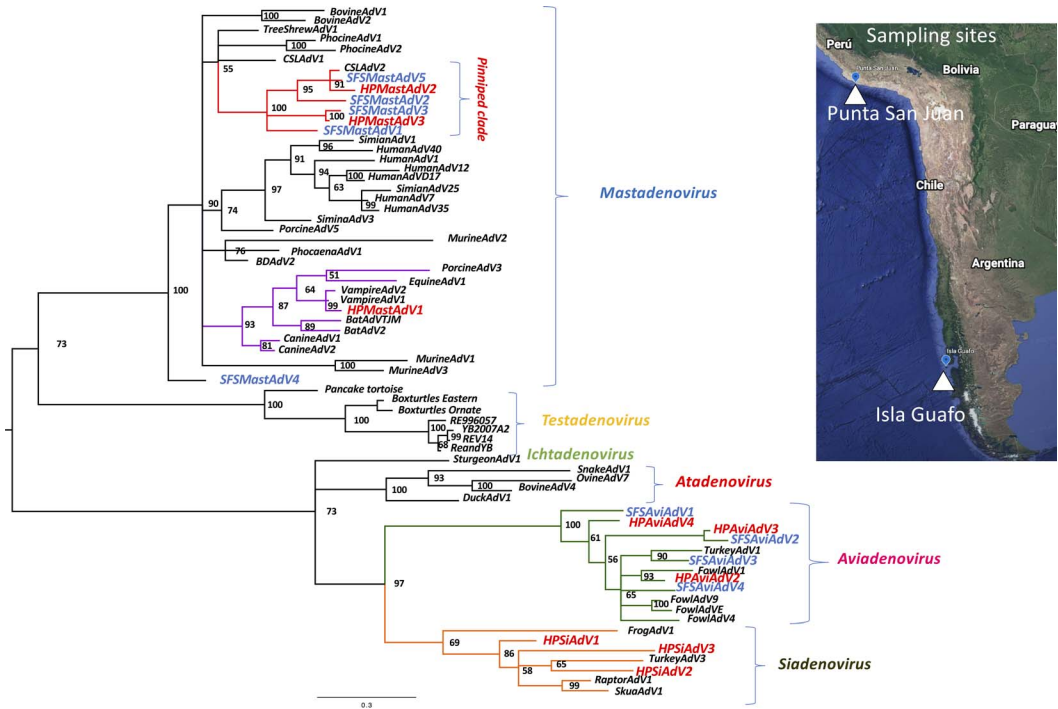 BovineAdV1
100
BovineAdV2
TreeShrewAdV1
PhocineAdV1
100
PhocineAdV2
CSLAdV1
55
CSLAdV2
SFSMastAdV5
91
HPMastAdV2
95
SFSMastAdV2
SFSMastAdV3
100
100
HPMastAdV3
SFSMastAdV1
Pinniped clade
SimianAdV1
96
HumanAdV40
91
HumanAdV1
94
HumanAdV12
100
HumanAdVD17
97
63
SimianAdV25
HumanAdV7
99
HumanAdV35
90
74
SiminaAdV3
PorcineAdV5
Mastadenovirus
MurineAdV2
76
PhocaenaAdV1
BDAdV2
100
PorcineAdV3
51
EquineAdV1
64
VampireAdV2
87
VampireAdV1
99
HPMastAdV1
93
BatAdVTJM
89
BatAdV2
CanineAdV1
81
CanineAdV2
73
MurineAdV1
100
MurineAdV3
SFSMastAdV4
Pancake tortoise
100
Boxturtles Eastern
Boxturtles Ornate
100
RE996057
100
YB2007A2
99
REV14
68
ReandYB
Testadenovirus
Ichtadenovirus
SturgeonAdV1
SnakeAdV1
93
OvineAdV7
100
100
BovineAdV4
DuckAdV1
Atadenovirus
73
SFSAviAdV1
100
HPAviAdV4
61
HPAviAdV3
SFSAviAdV2
56
TurkeyAdV1
90
SFSAviAdV3
FowlAdV1
93
HPAviAdV2
65
SFSAviAdV4
FowlAdV9
100
FowlAdVE
FowlAdV4
Aviadenovirus
97
FrogAdV1
69
HPSiAdV1
86
HPSiAdV3
TurkeyAdV3
58
65
HPSiAdV2
RaptorAdV1
99
SkuaAdV1
Siadenovirus
0.3
Sampling sites
Perú
Bolivia
Punta San Juan
Punta San Juan
Paraguay
Chile
Argentina
Isla Guafo
Isla Guafo